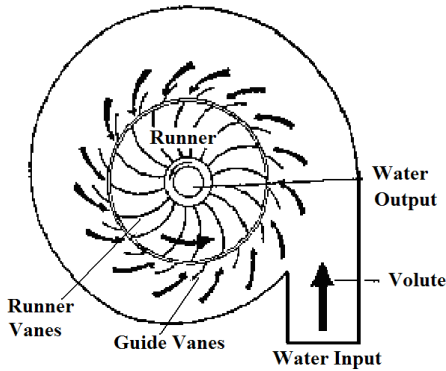 Runner
Water
Output
Volute
Runner
Vanes
Guide Vanes
Water Input